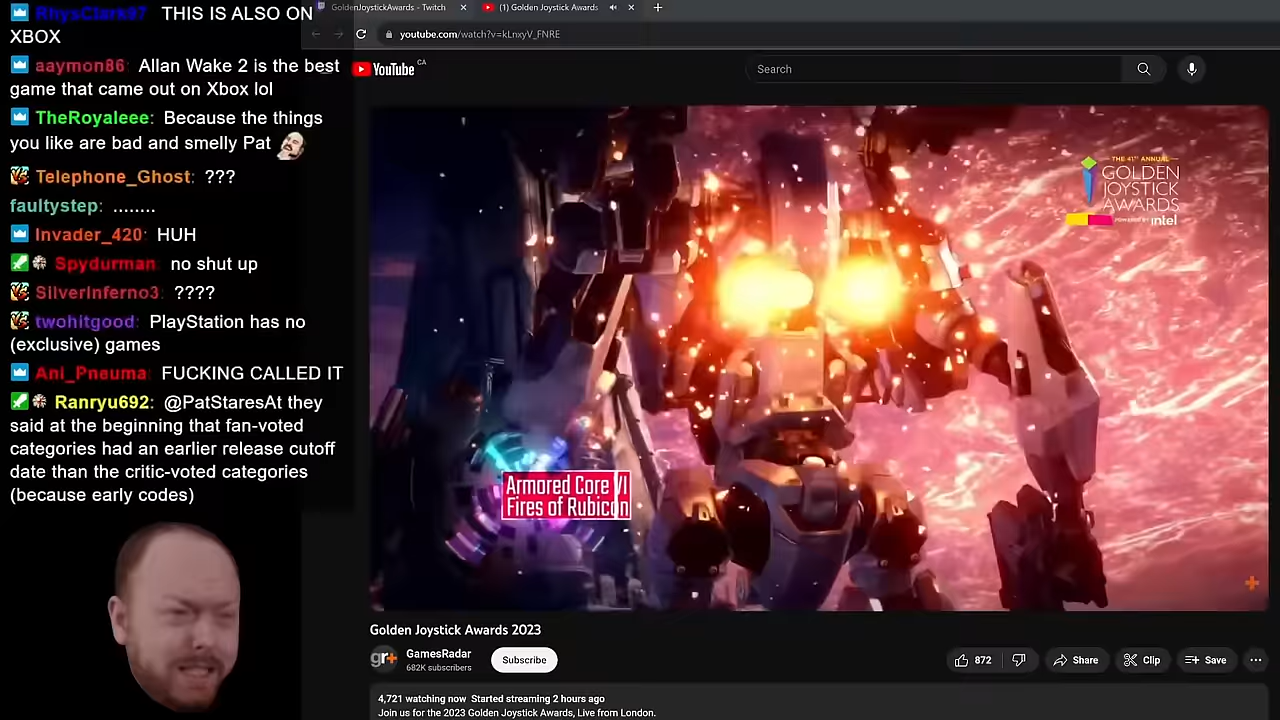 RhysClark97 THIS IS ALSO ON
XBOX
aaymon86: Allan Wake 2 is the best
game that came out on Xbox lol
TheRoyaleee: Because the things
you like are bad and smelly Pat
Telephone_Ghost: ???
faultystep: ........
Invader_420: HUH
Spydurman: no shut up
SilverInferno3: ????
twohitgood: PlayStation has no
(exclusive) games
Ani_Pneuma: FUCKING CALLED IT
Ranryu692: @PatStaresAt they
said at the beginning that fan-voted
categories had an earlier release cutoff
date than the critic-voted categories
(because early codes)
GoldenJoystickAwards - Twitch
(1) Golden Joystick Awards
youtube.com/watch?v=kLnxyV_FNRE
YouTube CA
Search
THE 41ST ANNUAL
GOLDEN
JOYSTICK
AWARDS
POWERED BY intel
Armored Core VI
Fires of Rubicon
Golden Joystick Awards 2023
gr+
GamesRadar
682K subscribers
Subscribe
872
Share
Clip
Save
4,721 watching now Started streaming 2 hours ago
Join us for the 2023 Golden Joystick Awards, Live from London.